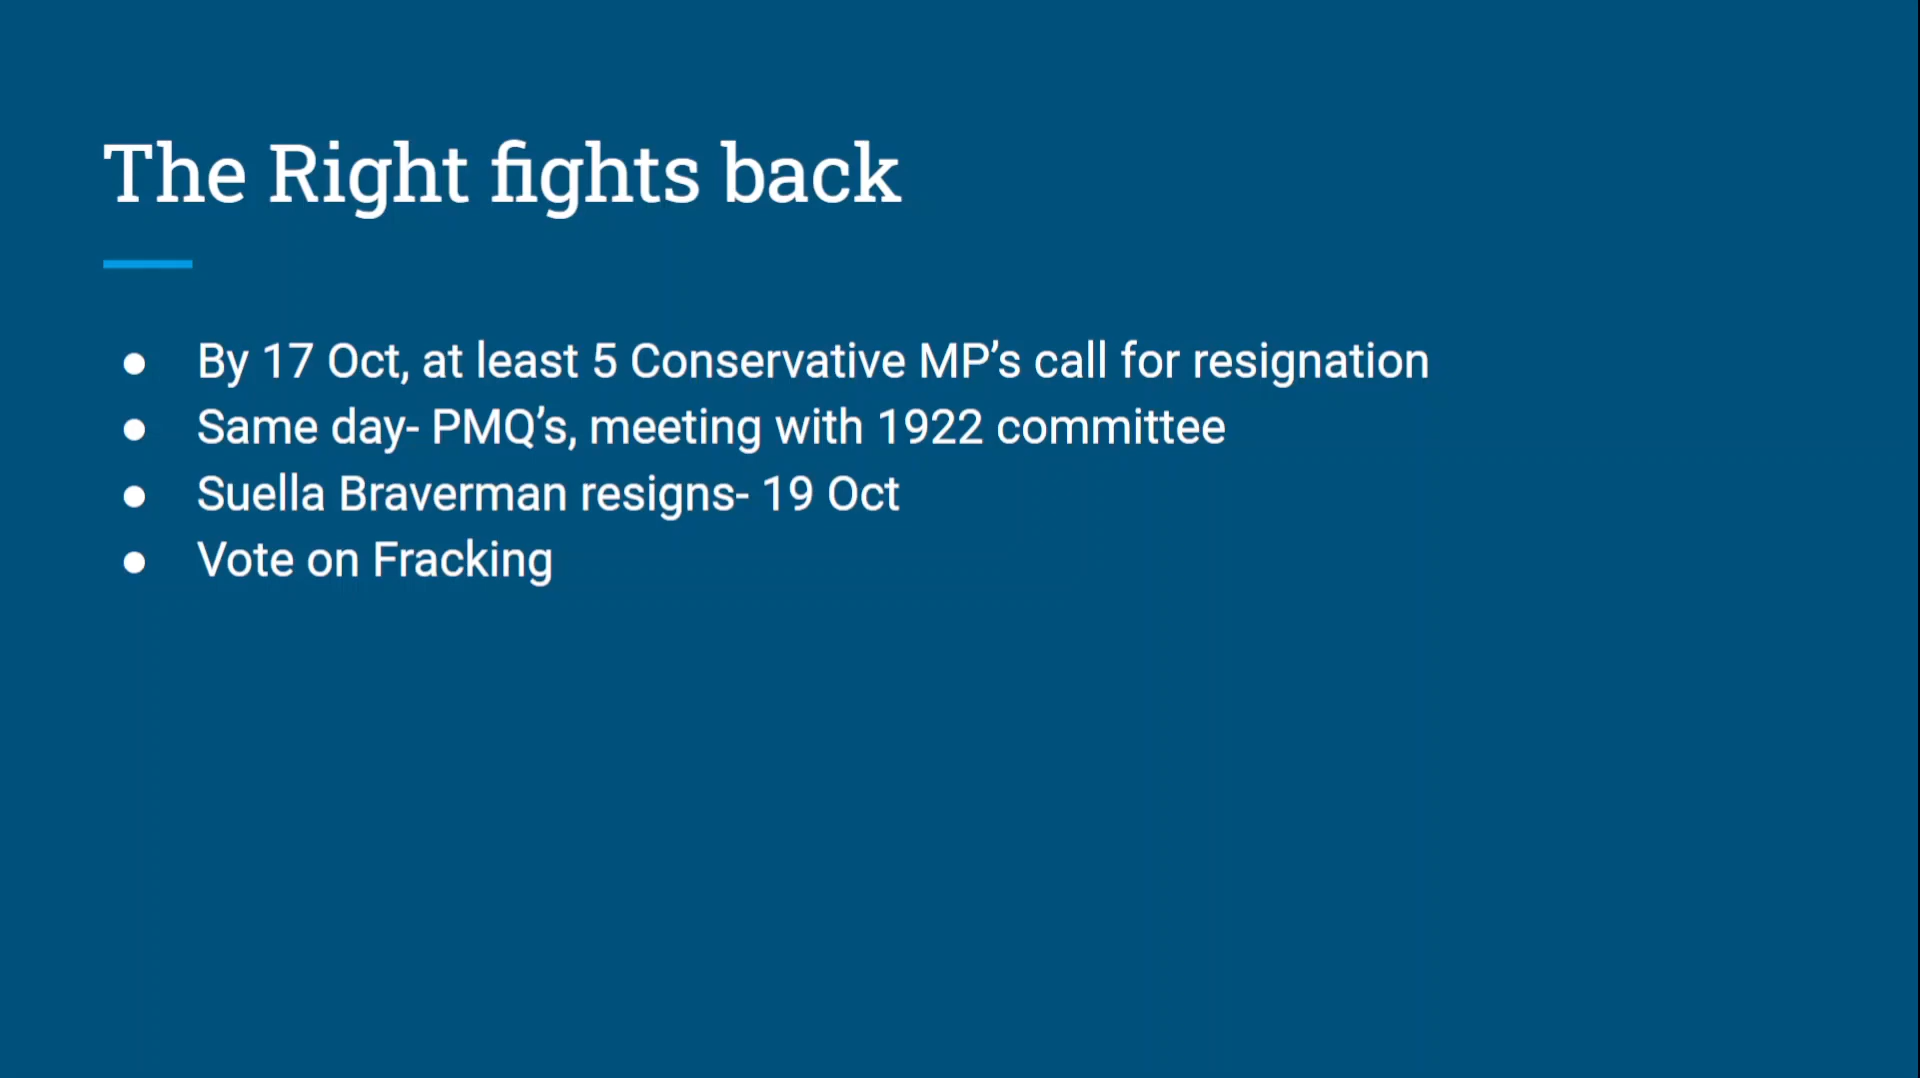 The Right fights back
● By 17 Oct, at least 5 Conservative MP’s call for resignation
● Same day- PMQ’s, meeting with 1922 committee
● Suella Braverman resigns- 19 Oct
● Vote on Fracking